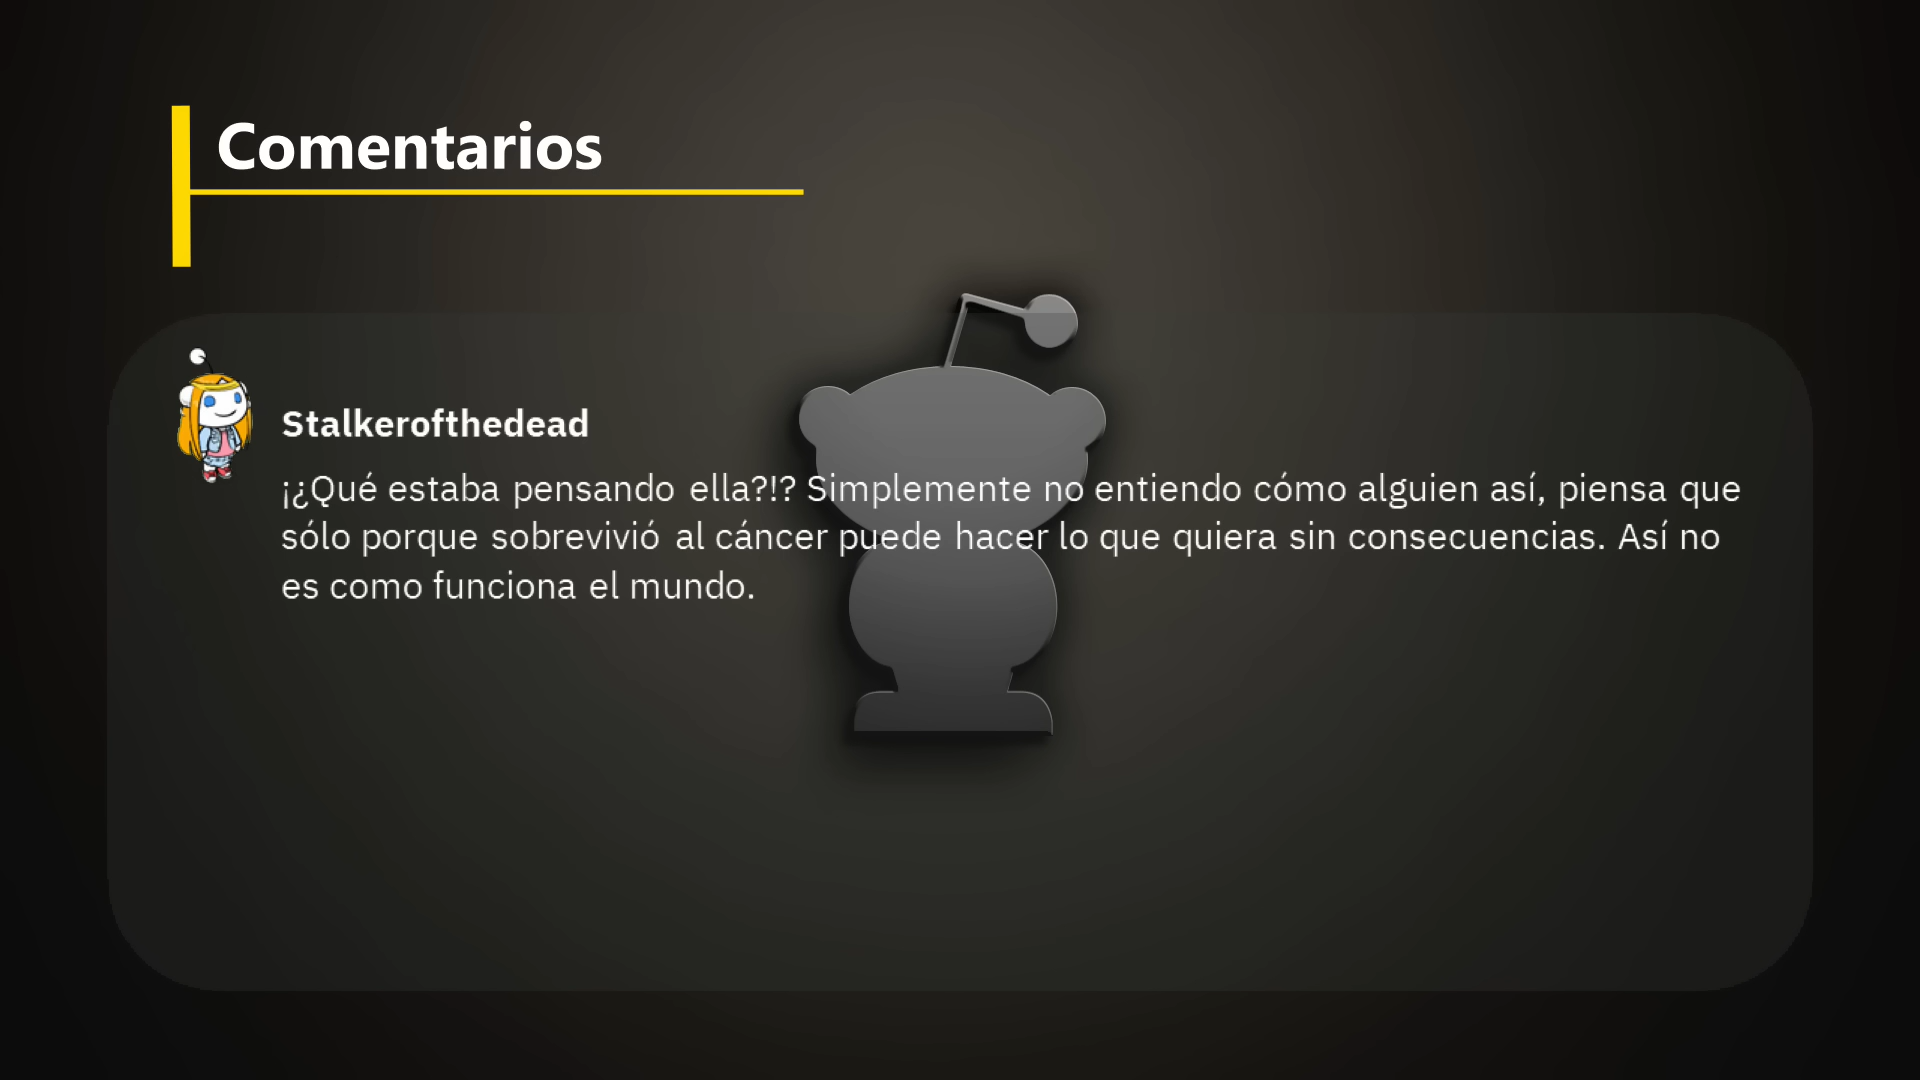 Comentarios
Stalkerofthedead
¡¿Qué estaba pensando ella?!? Simplemente no entiendo cómo alguien así, piensa que
sólo porque sobrevivió al cáncer puede hacer lo que quiera sin consecuencias. Así no
es como funciona el mundo.